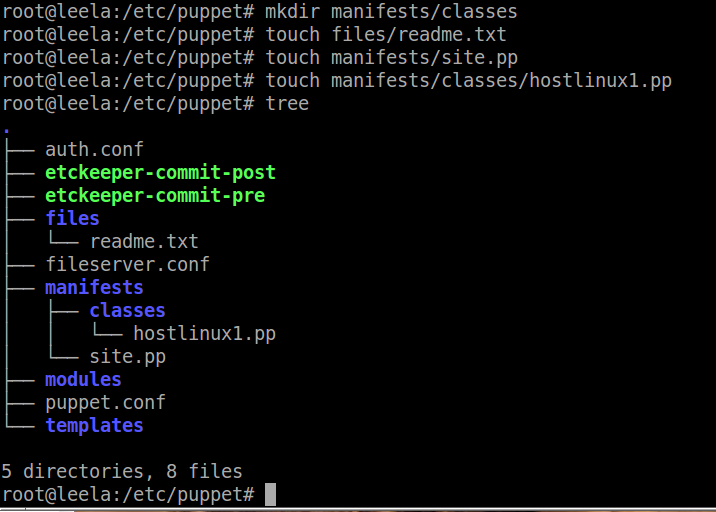 root@leela:/etc/puppet# mkdir manifests/classes
root@leela:/etc/puppet# touch files/readme.txt
root@leela:/etc/puppet# touch manifests/site.pp
root@leela:/etc/puppet# touch manifests/classes/hostlinux1.pp
root@leela:/etc/puppet# tree
.
├── auth.conf
├── etckeeper-commit-post
├── etckeeper-commit-pre
├── files
│   └── readme.txt
├── fileserver.conf
├── manifests
│   ├── classes
│   │   └── hostlinux1.pp
│   └── site.pp
├── modules
├── puppet.conf
└── templates

5 directories, 8 files
root@leela:/etc/puppet#